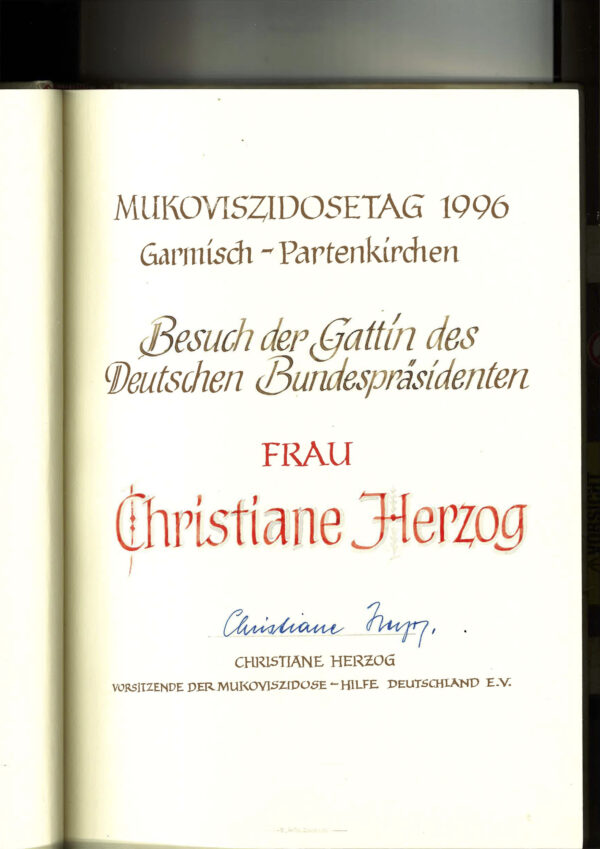 MUKOVISZIDOSETAG 1996
Garmisch - Partenkirchen
Besuch der Gattin des
Deutschen Bundespräsidenten
FRAU
Christiane Herzog
Christiane Herzog.
CHRISTIANE HERZOG
VORSITZENDE DER MUKOVISZIDOSE - HILFE DEUTSCHLAND E.V.
VORSICHT